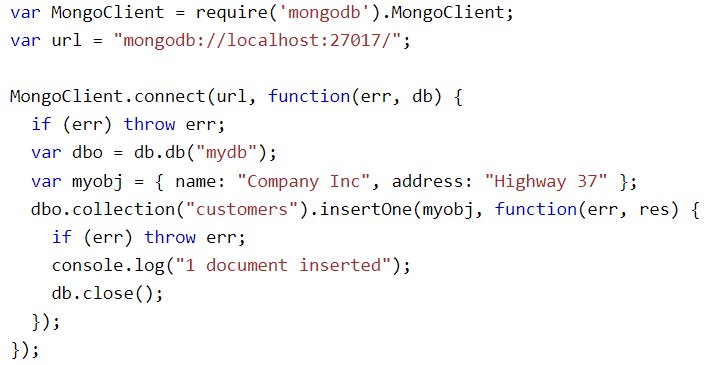 var MongoClient = require('mongodb').MongoClient;
var url = "mongodb://localhost:27017/";

MongoClient.connect(url, function(err, db) {
  if (err) throw err;
  var dbo = db.db("mydb");
  var myobj = { name: "Company Inc", address: "Highway 37" };
  dbo.collection("customers").insertOne(myobj, function(err, res) {
    if (err) throw err;
    console.log("1 document inserted");
    db.close();
  });
});